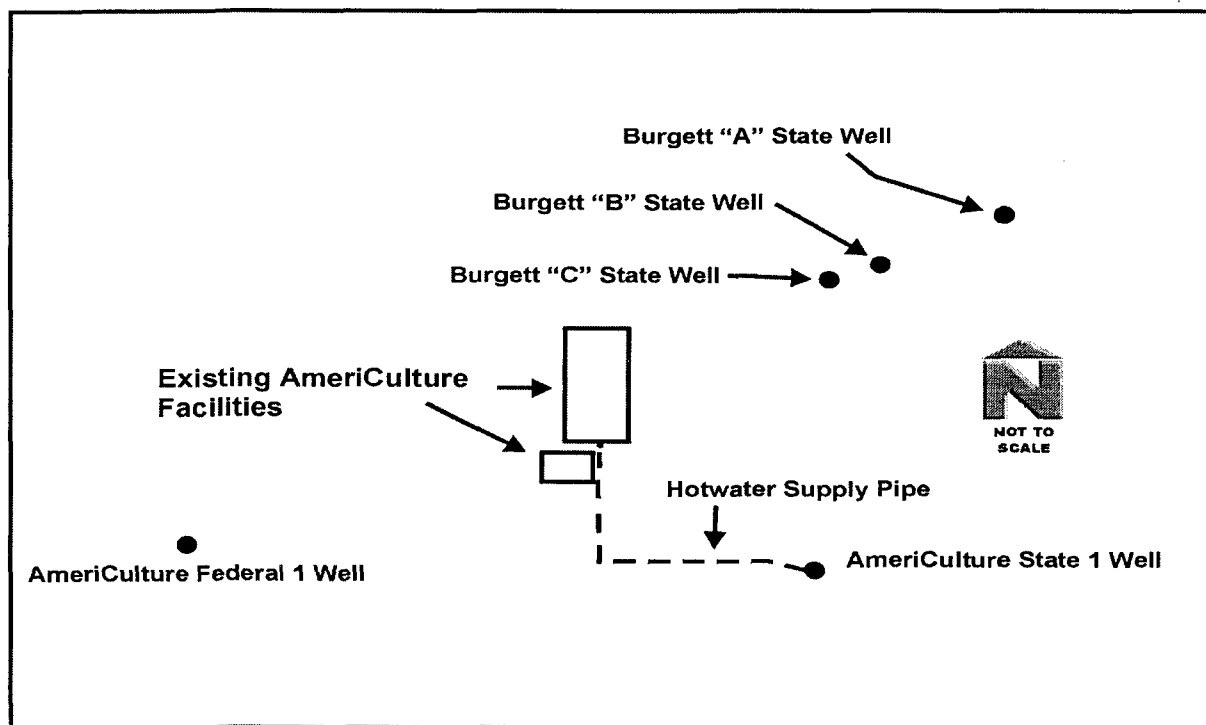 Burgett “A” State Well
Burgett “B” State Well
Burgett “C” State Well
Existing AmeriCulture
Facilities
N
NOT TO
SCALE
Hotwater Supply Pipe
AmeriCulture Federal 1 Well
AmeriCulture State 1 Well